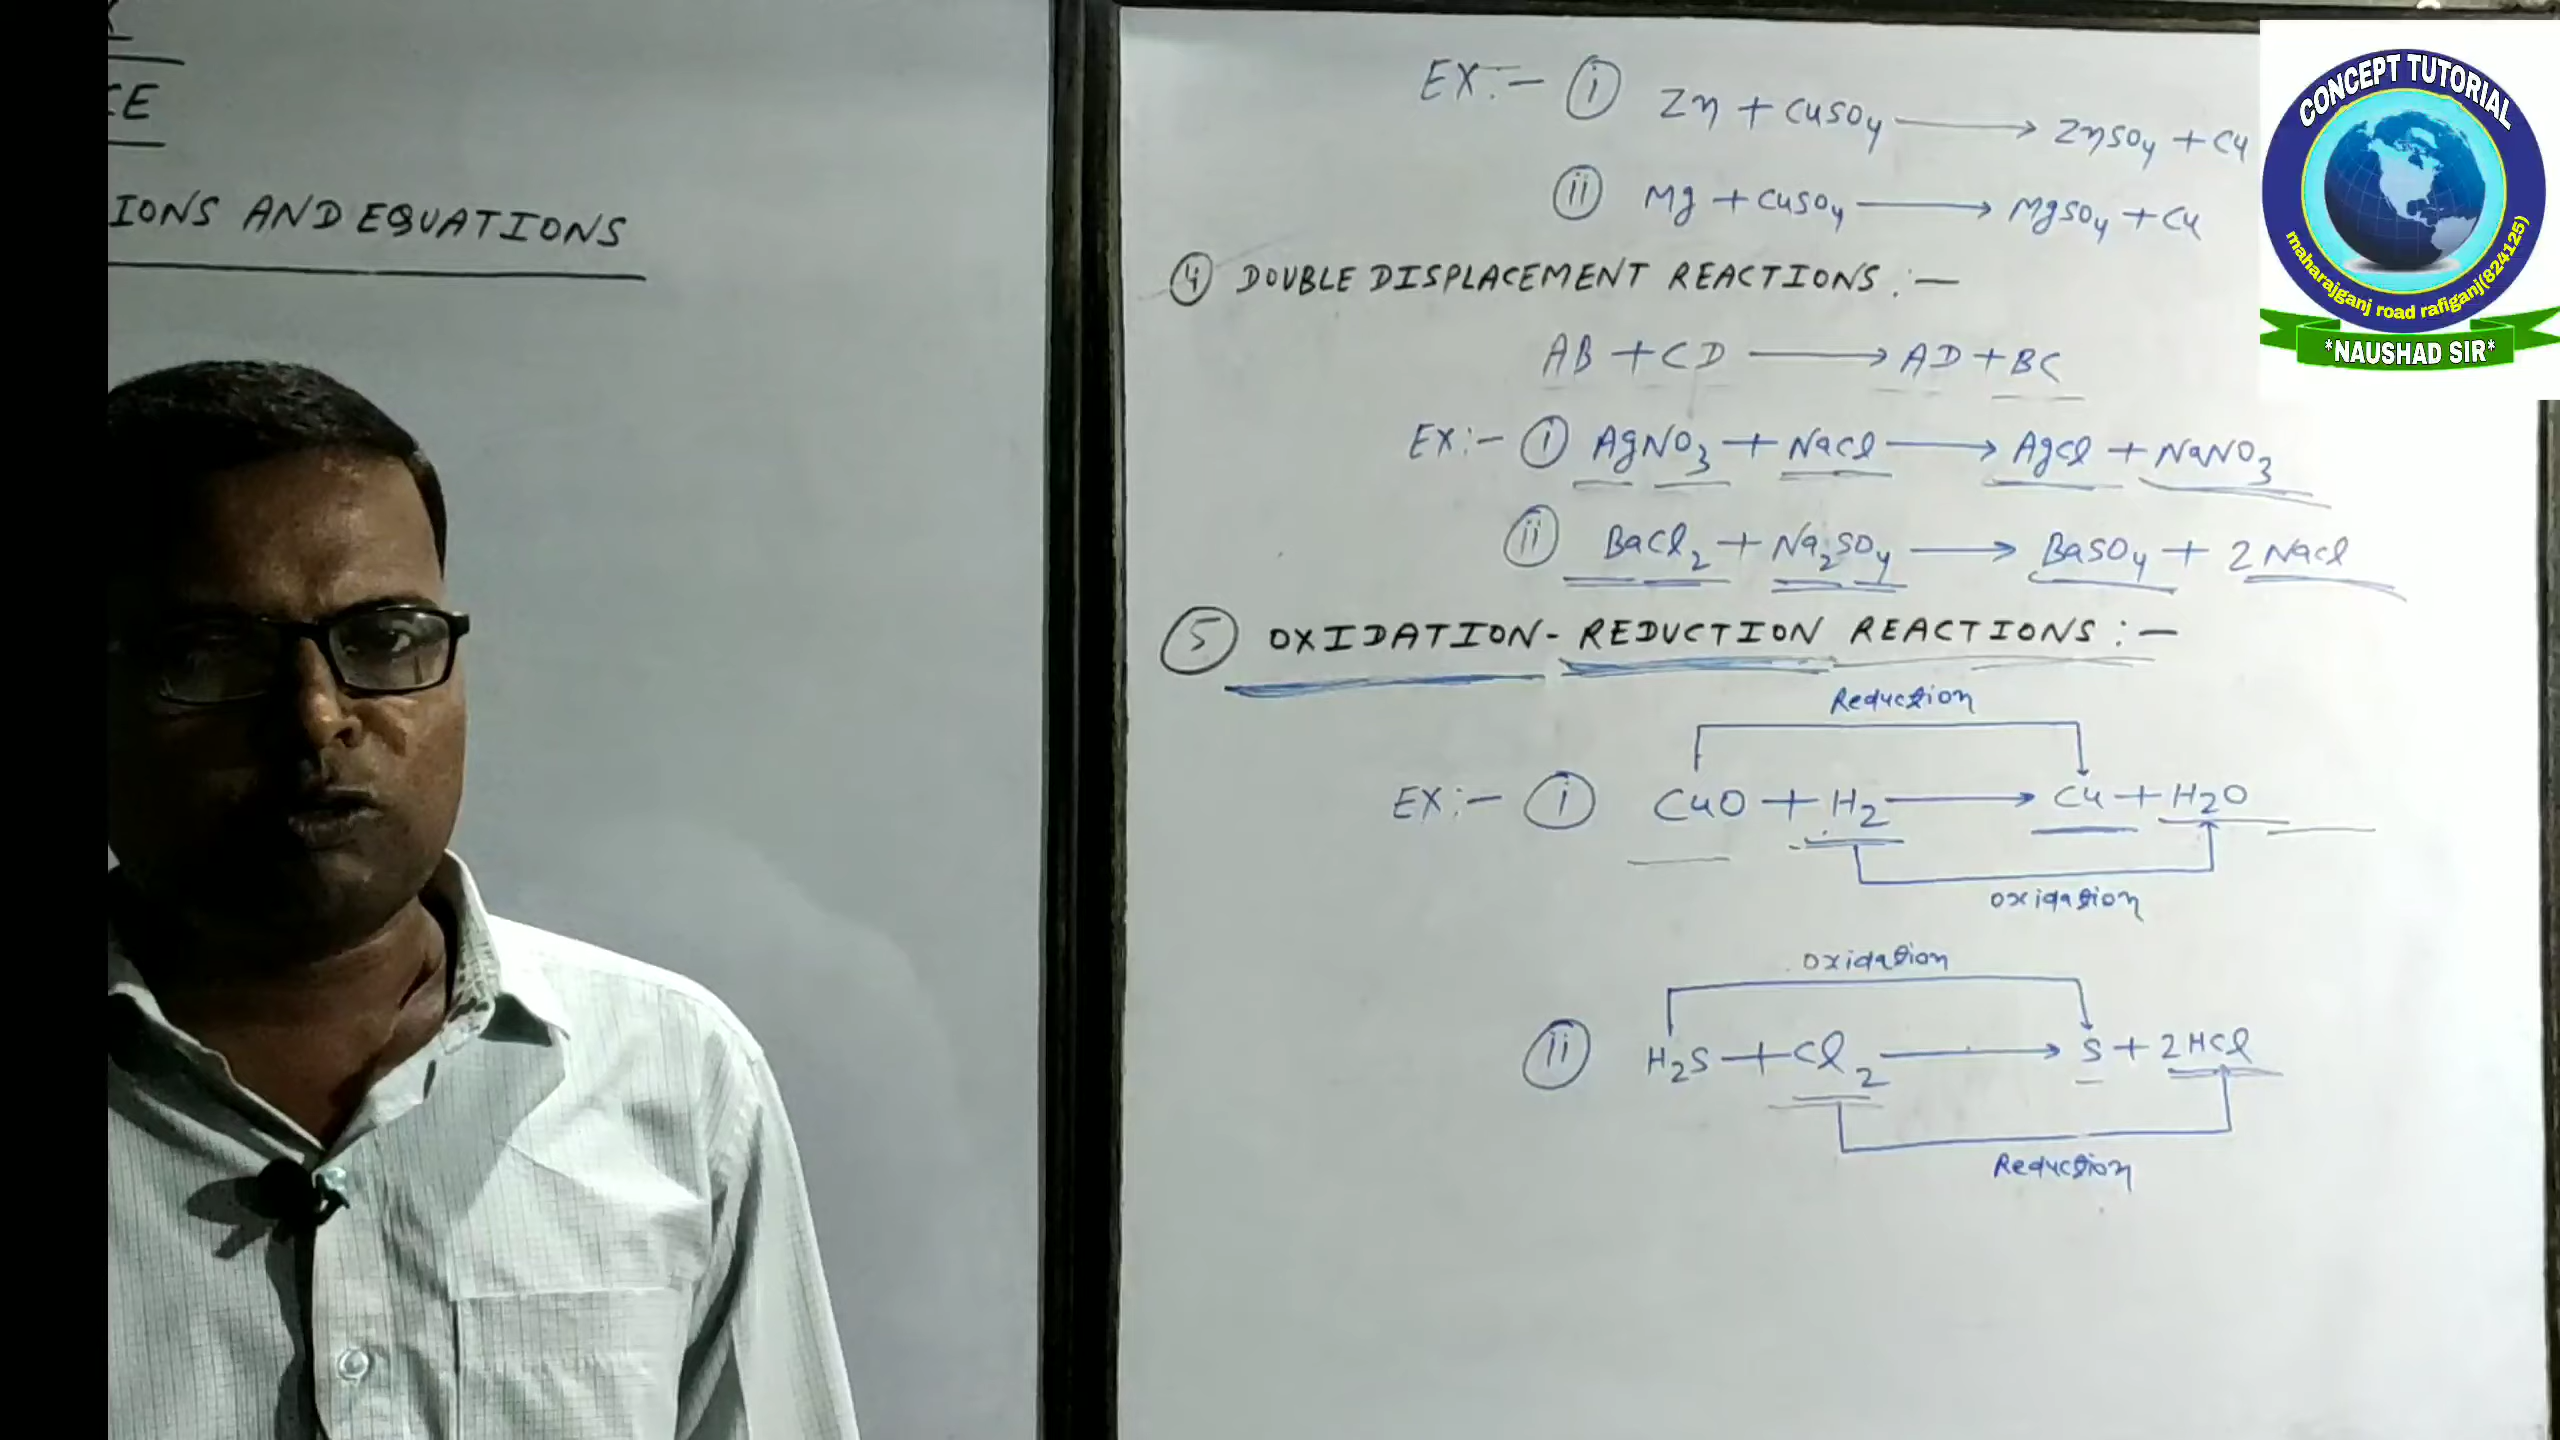 CE
IONS AND EQUATIONS
EX:- (i) Zn + CuSO4 → ZnSO4 + Cu
(ii) Mg + CuSO4 → MgSO4 + Cu
(4) DOUBLE DISPLACEMENT REACTIONS :-
AB + CD → AD + BC
EX:- (i) AgNO3 + NaCl → AgCl + NaNO3
(ii) BaCl2 + Na2SO4 → BaSO4 + 2NaCl
(5) OXIDATION-REDUCTION REACTIONS :-
Reduction
EX:- (i) CuO + H2 → Cu + H2O
oxidation
oxidation
(ii) H2S + Cl2 → S + 2HCl
Reduction
CONCEPT TUTORIAL
maharajganj road rafiganj(824125)
*NAUSHAD SIR*